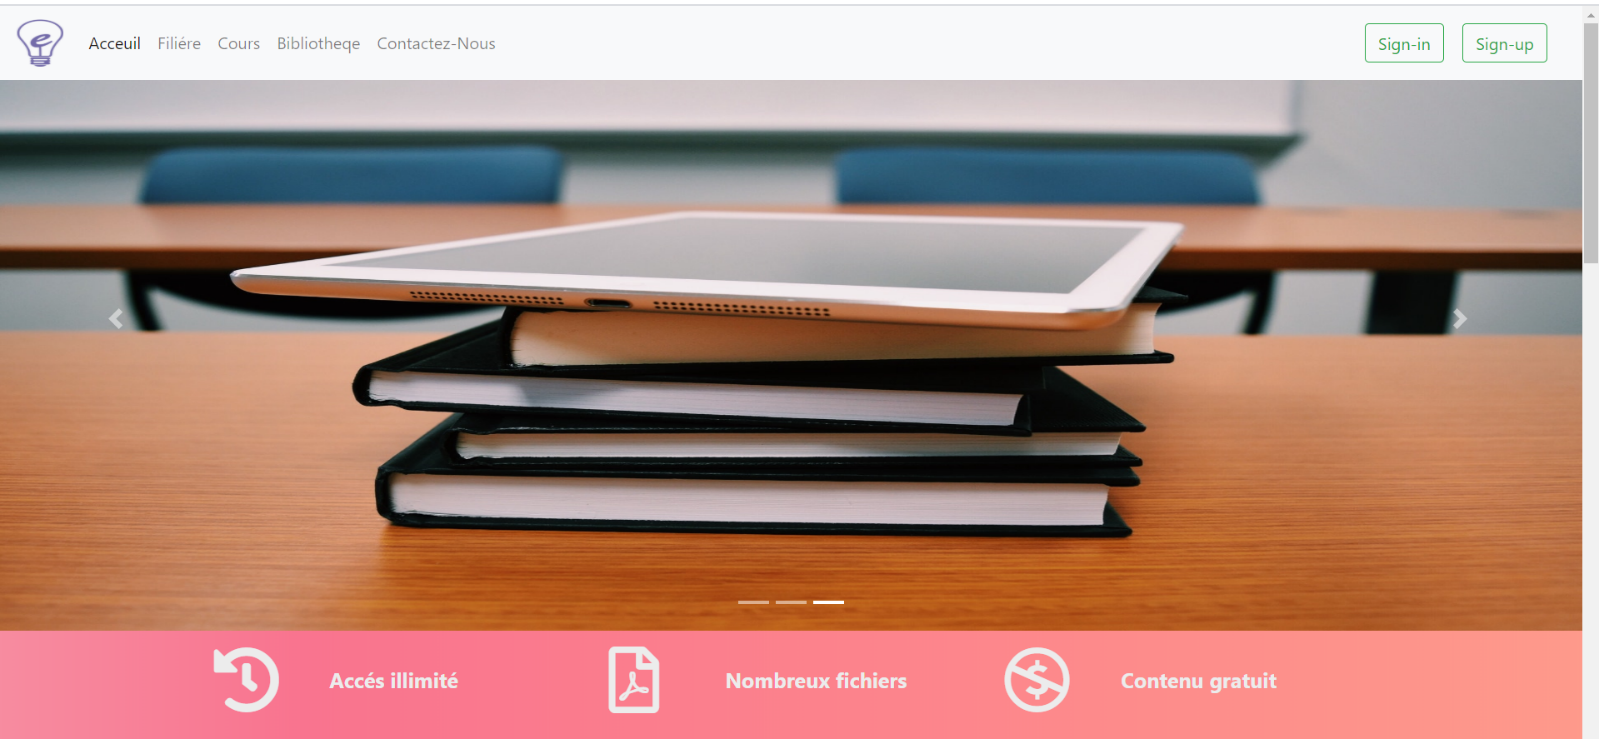 Acceuil Filiére Cours Bibliotheqe Contactez-Nous Sign-in Sign-up
Accés illimité Nombreux fichiers Contenu gratuit